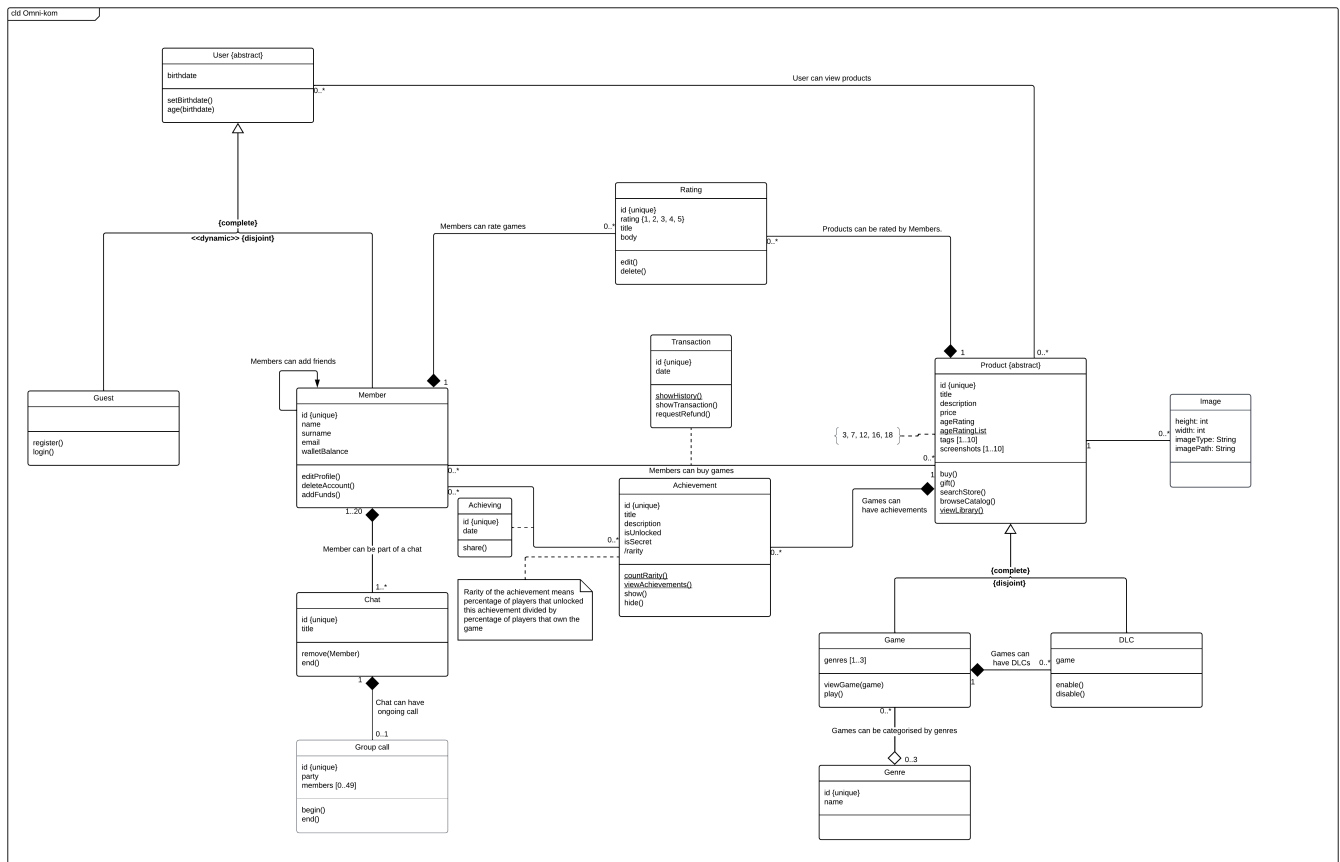 cld Omni-kom
User {abstract}
birthdate
setBirthdate()
age(birthdate)
0..*
User can view products
{complete}
<<dynamic>> {disjoint}
Rating
id {unique}
rating {1, 2, 3, 4, 5}
title
body
edit()
delete()
Members can rate games
0..*
1
Products can be rated by Members.
0..*
1
0..*
Members can add friends
Guest
register()
login()
Member
id {unique}
name
surname
email
walletBalance
editProfile()
deleteAccount()
addFunds()
Transaction
id {unique}
date
showHistory()
showTransaction()
requestRefund()
Product {abstract}
id {unique}
title
description
price
ageRating
ageRatingList
tags [1..10]
screenshots [1..10]
buy()
gift()
searchStore()
browseCatalog()
viewLibrary()
3, 7, 12, 16, 18
Image
height: int
width: int
imageType: String
imagePath: String
1
0..*
0..*
Members can buy games
0..*
0..*
Achieving
id {unique}
date
share()
0..*
Achievement
id {unique}
title
description
isUnlocked
isSecret
/rarity
countRarity()
viewAchievements()
show()
hide()
1
Games can
have achievements
0..*
Rarity of the achievement means
percentage of players that unlocked
this achievement divided by
percentage of players that own the
game
1..20
Member can be part of a chat
1..*
Chat
id {unique}
title
remove(Member)
end()
1
Chat can have
ongoing call
0..1
Group call
id {unique}
party
members [0..49]
begin()
end()
{complete}
{disjoint}
Game
genres [1..3]
viewGame(game)
play()
Games can
have DLCs
0..*
1
DLC
game
enable()
disable()
0..*
Games can be categorised by genres
0..3
Genre
id {unique}
name